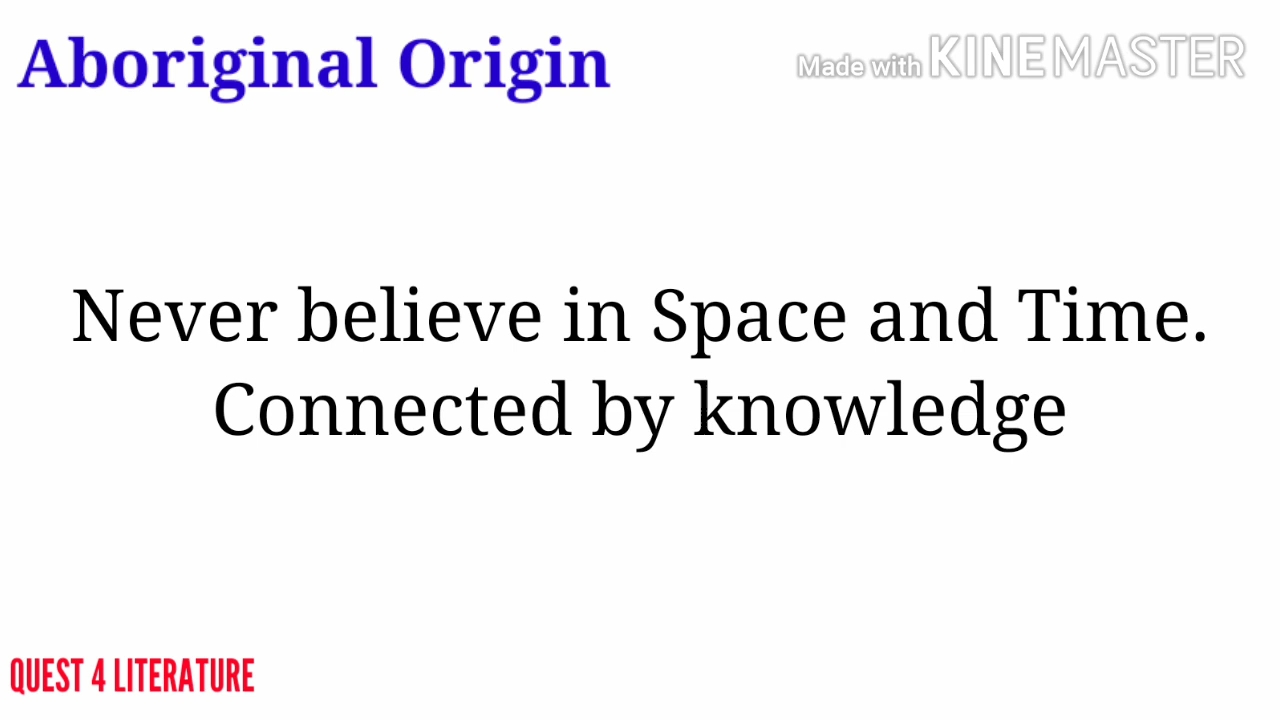 Aboriginal Origin
Made with KINEMASTER
Never believe in Space and Time.
Connected by knowledge
QUEST 4 LITERATURE